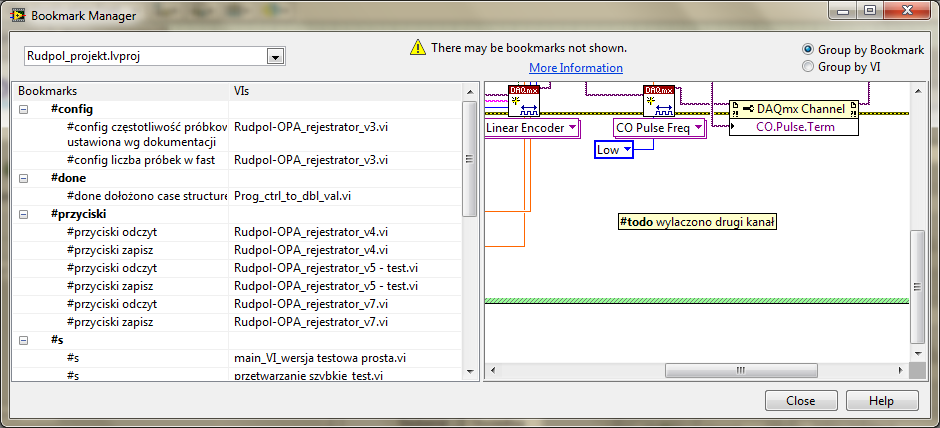 Bookmark Manager
Rudpol_projekt.lvproj
There may be bookmarks not shown.
More Information
Group by Bookmark
Group by VI
Bookmarks VIs
#config
#config częstotliwość próbkow Rudpol-OPA_rejestrator_v3.vi
ustawiona wg dokumentacji
#config liczba próbek w fast Rudpol-OPA_rejestrator_v3.vi
#done
#done dołożono case structure Prog_ctrl_to_dbl_val.vi
#przyciski
#przyciski odczyt Rudpol-OPA_rejestrator_v4.vi
#przyciski zapisz Rudpol-OPA_rejestrator_v4.vi
#przyciski odczyt Rudpol-OPA_rejestrator_v5 - test.vi
#przyciski zapisz Rudpol-OPA_rejestrator_v5 - test.vi
#przyciski odczyt Rudpol-OPA_rejestrator_v7.vi
#przyciski zapisz Rudpol-OPA_rejestrator_v7.vi
#s
#s main_VI_wersja testowa prosta.vi
#s przetwarzanie szybkie_test.vi
DAQmx
DAQmx
DAQmx Channel
Linear Encoder
CO Pulse Freq
CO.Pulse.Term
Low
#todo wylaczono drugi kanał
Close
Help